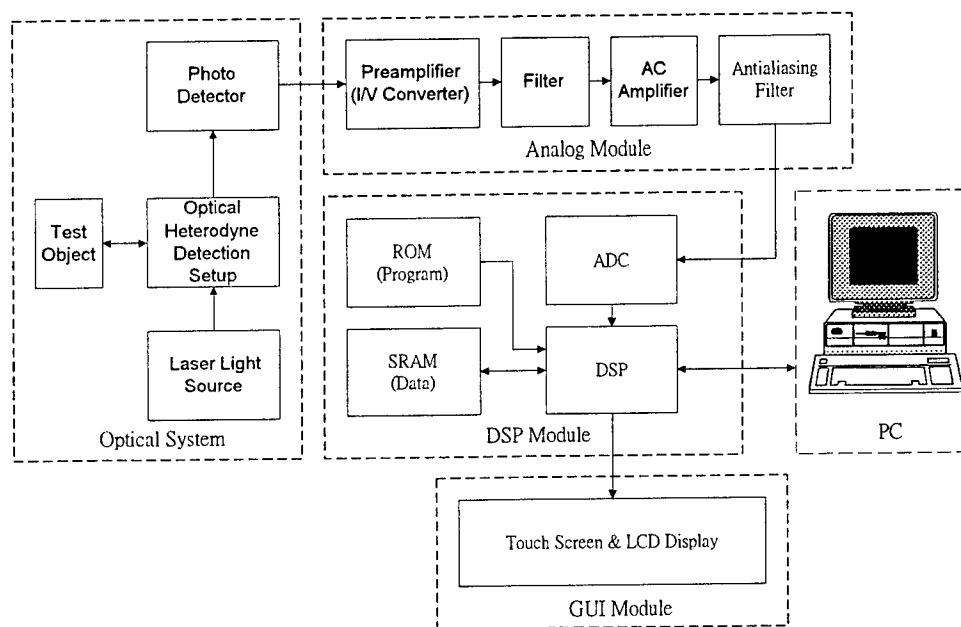 Photo
Detector
Test
Object
Optical
Heterodyne
Detection
Setup
Laser Light
Source
Optical System
Preamplifier
(I/V Converter)
Filter
AC
Amplifier
Antialiasing
Filter
Analog Module
ROM
(Program)
ADC
SRAM
(Data)
DSP
DSP Module
PC
Touch Screen & LCD Display
GUI Module